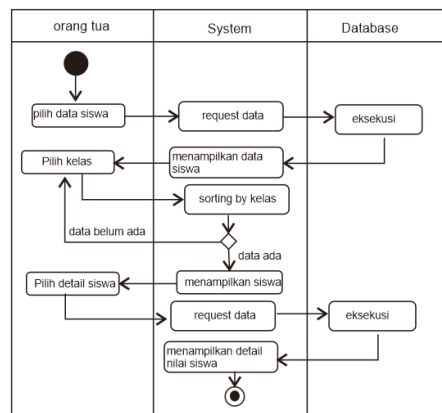 orang tua
System
Database
pilih data siswa
request data
eksekusi
menampilkan data
siswa
Pilih kelas
sorting by kelas
data belum ada
data ada
menampilkan siswa
Pilih detail siswa
request data
eksekusi
menampilkan detail
nilai siswa